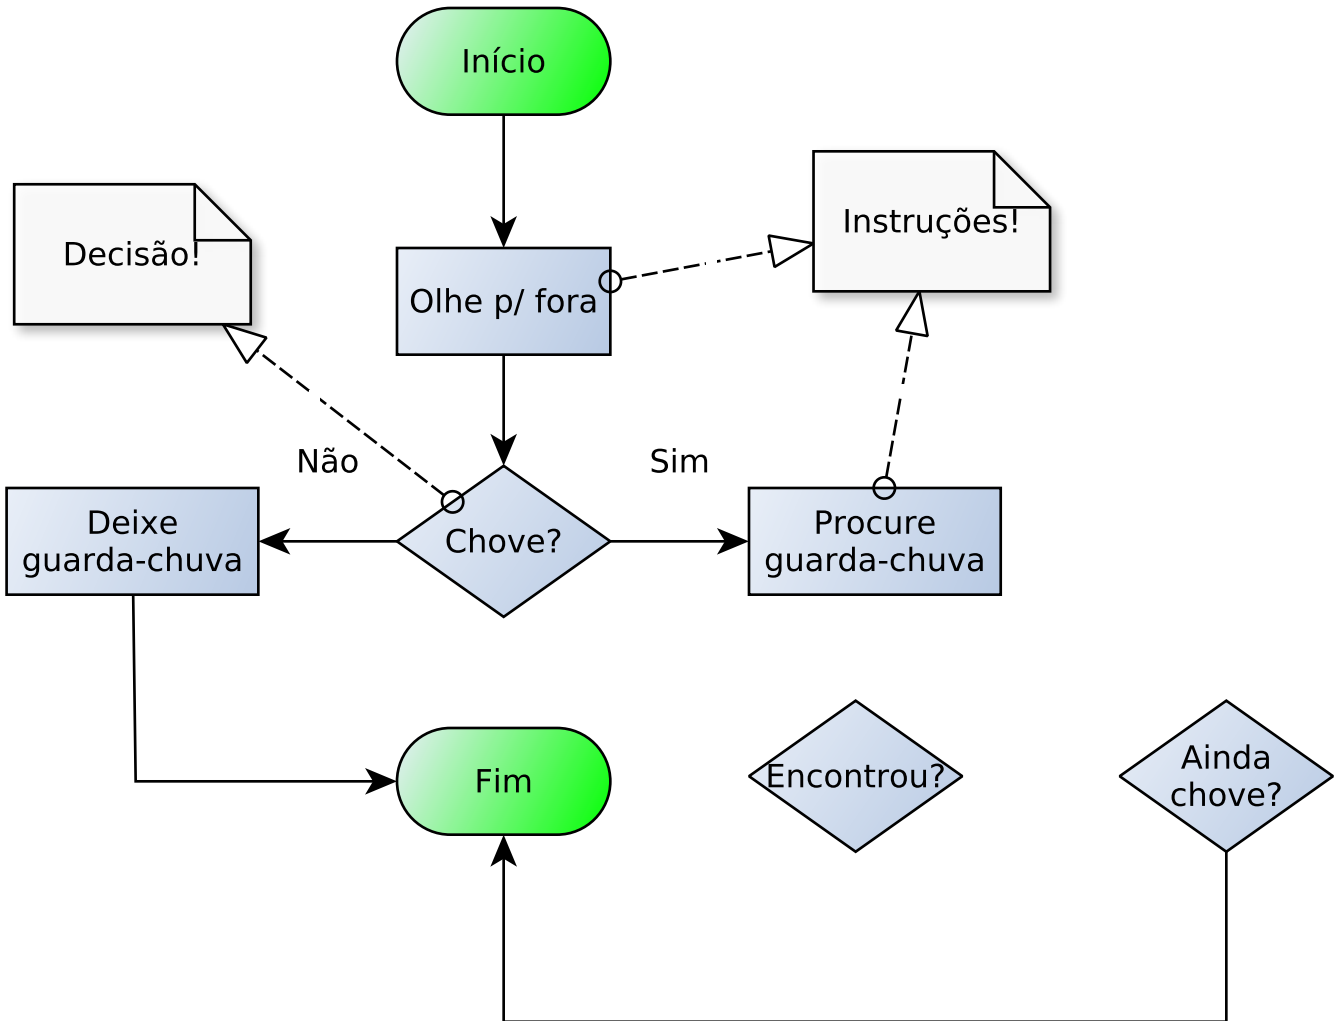 Início
Instruções!
Decisão!
Olhe p/ fora
Não
Sim
Deixe
guarda-chuva
Chove?
Procure
guarda-chuva
Fim
Encontrou?
Ainda
chove?